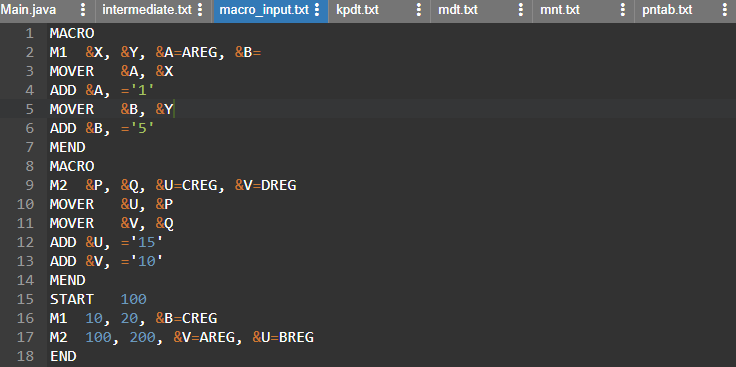 Main.java intermediate.txt macro_input.txt kpdt.txt mdt.txt mnt.txt pntab.txt
1 MACRO
2 M1 &X, &Y, &A=AREG, &B=
3 MOVER &A, &X
4 ADD &A, ='1'
5 MOVER &B, &Y
6 ADD &B, ='5'
7 MEND
8 MACRO
9 M2 &P, &Q, &U=CREG, &V=DREG
10 MOVER &U, &P
11 MOVER &V, &Q
12 ADD &U, ='15'
13 ADD &V, ='10'
14 MEND
15 START 100
16 M1 10, 20, &B=CREG
17 M2 100, 200, &V=AREG, &U=BREG
18 END